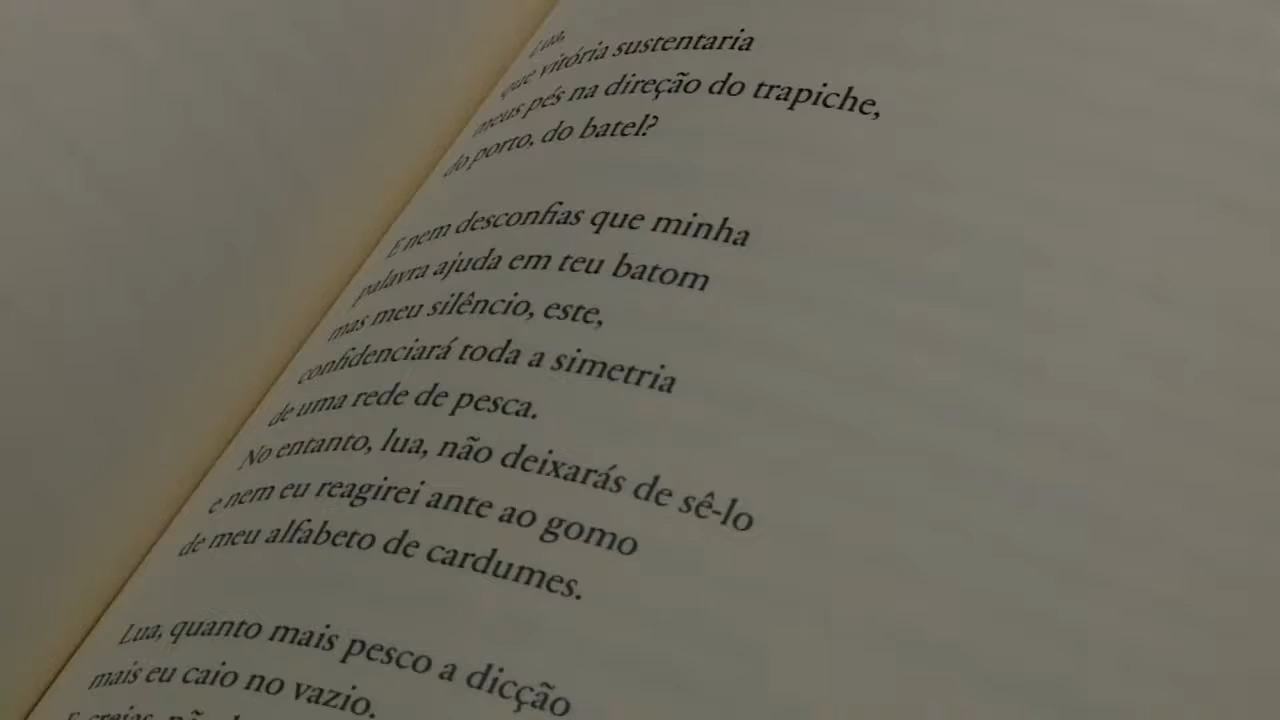 Lua,
que vitória sustentaria
meus pés na direção do trapiche,
do porto, do batel?
E nem desconfias que minha
palavra ajuda em teu batom
mas meu silêncio, este,
confidenciará toda a simetria
de uma rede de pesca.
No entanto, lua, não deixarás de sê-lo
e nem eu reagirei ante ao gomo
de meu alfabeto de cardumes.
Lua, quanto mais pesco a dicção
mais eu caio no vazio.